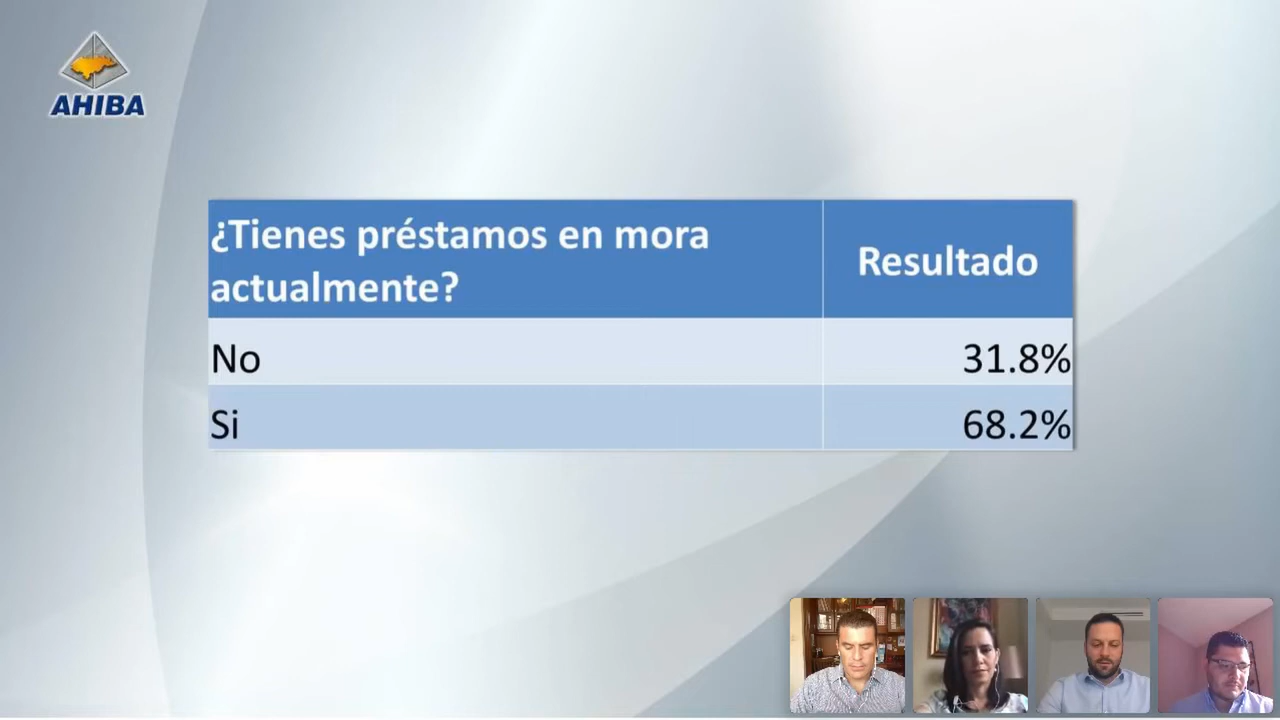 AHIBA
¿Tienes préstamos en mora
actualmente?
Resultado
No
31.8%
Si
68.2%